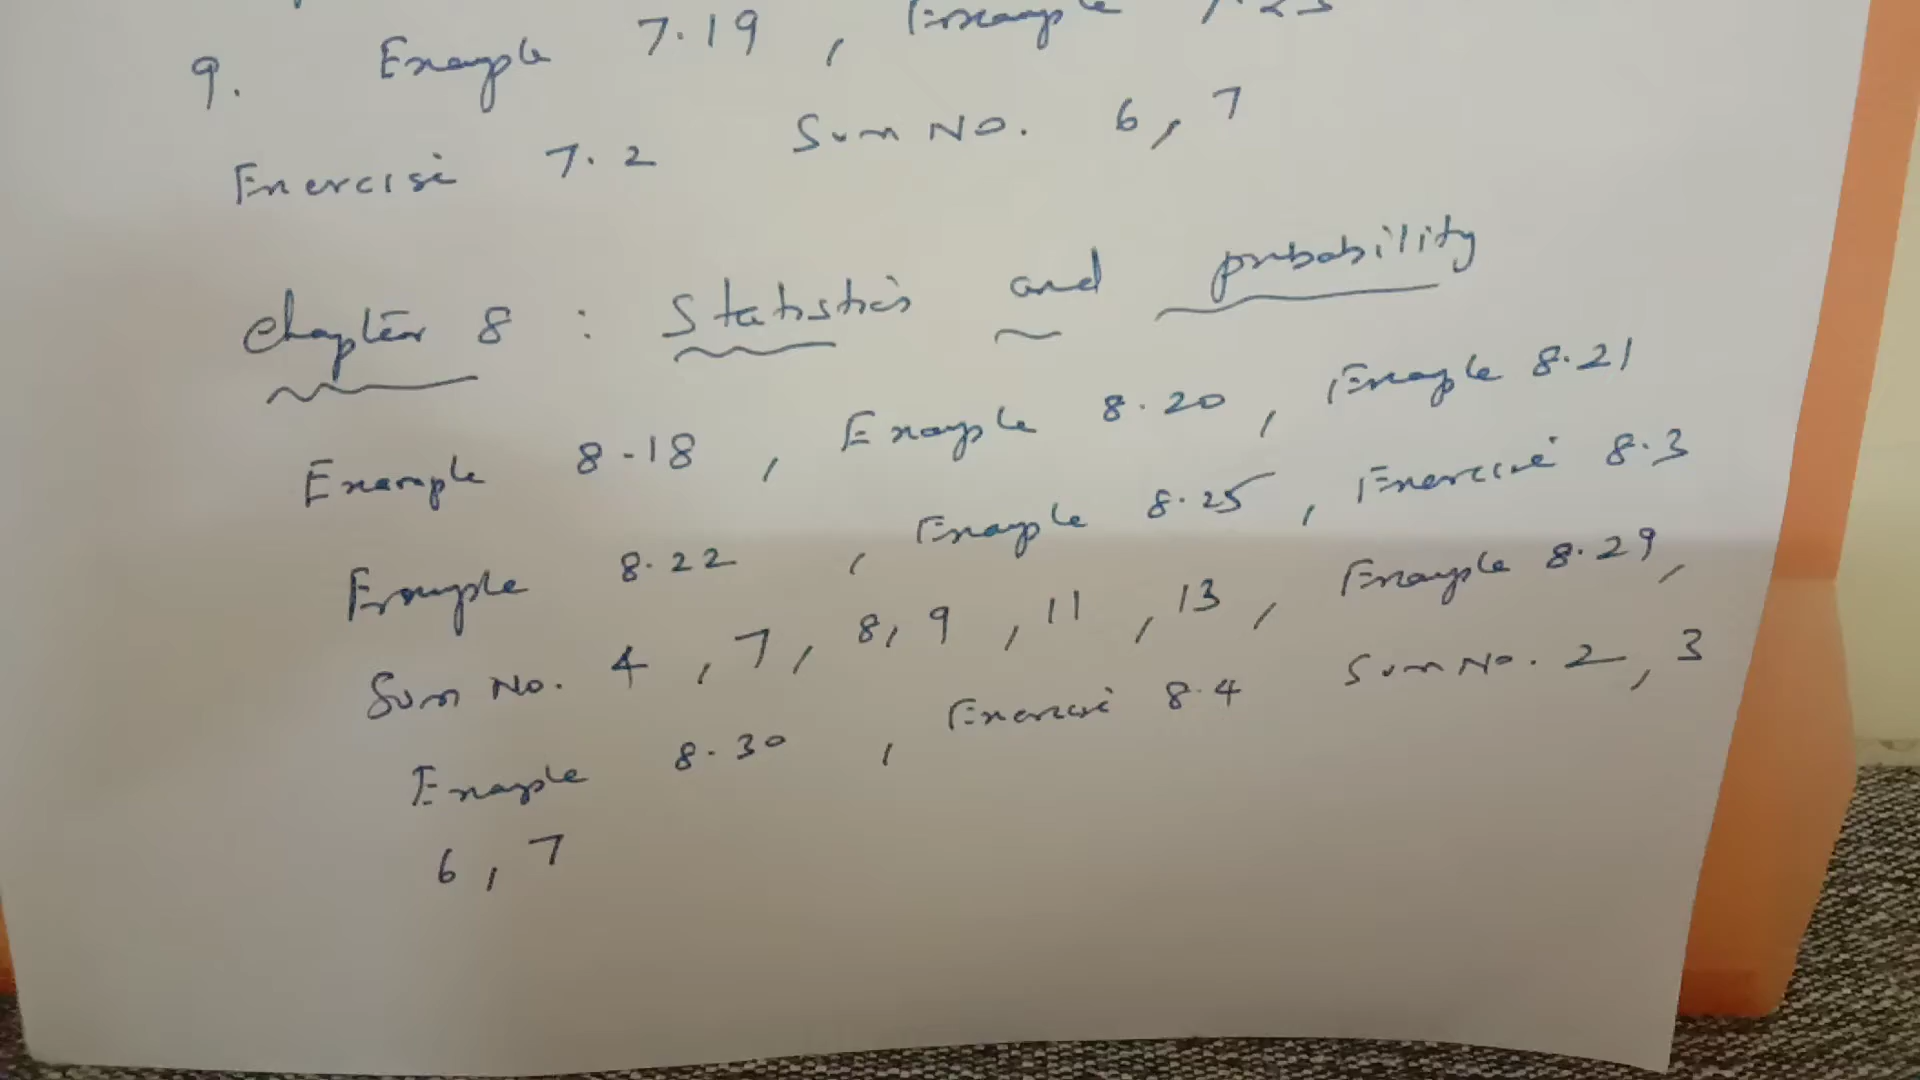 9. Example 7.19, Example 7.23
Exercise 7.2 Sum No. 6, 7
Chapter 8 : Statistics and probability
Example 8.18, Example 8.20, Example 8.21
Example 8.22, Example 8.25, Exercise 8.3
Sum No. 4, 7, 8, 9, 11, 13, Example 8.29,
Example 8.30, Exercise 8.4 Sum No. 2, 3
6, 7